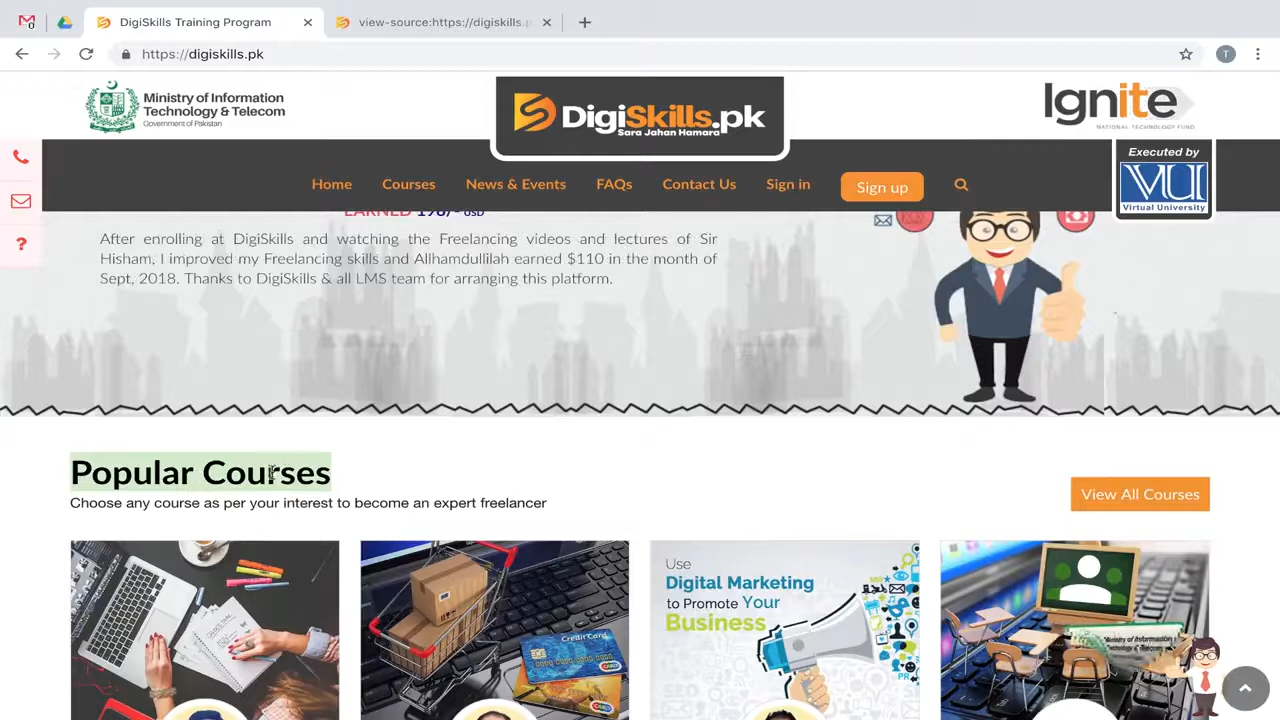 DigiSkills Training Program
view-source:https://digiskills.p
https://digiskills.pk
T
Ministry of Information
Technology & Telecom
Government of Pakistan
DigiSkills.pk
Sara Jahan Hamara
Ignite
NATIONAL TECHNOLOGY FUND
Executed by
VU
Virtual University
Home
Courses
News & Events
FAQs
Contact Us
Sign in
Sign up
?
EARNED 198/- USD
After enrolling at DigiSkills and watching the Freelancing videos and lectures of Sir
Hisham, I improved my Freelancing skills and Allhamdullilah earned $110 in the month of
Sept, 2018. Thanks to DigiSkills & all LMS team for arranging this platform.
Popular Courses
Choose any course as per your interest to become an expert freelancer
View All Courses
Credit Card
Use
Digital Marketing
to Promote Your
Business
PR
Ministry of Information